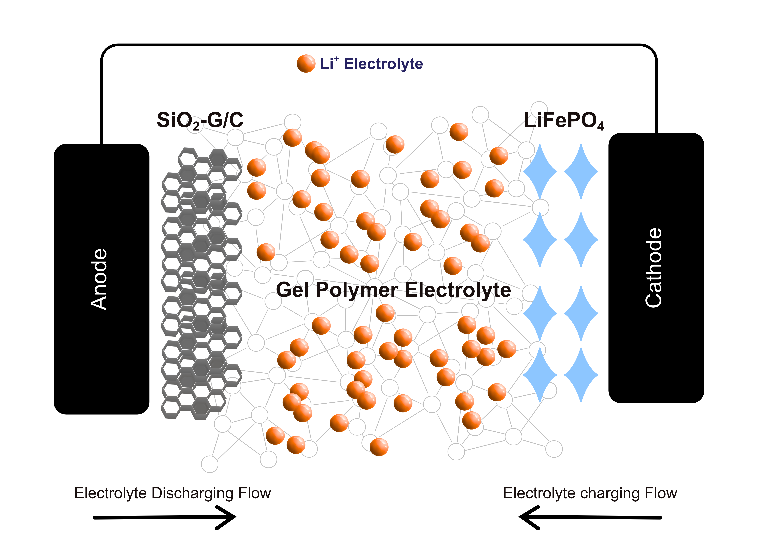 Li⁺ Electrolyte
SiO₂-G/C
LiFePO₄
Anode
Cathode
Gel Polymer Electrolyte
Electrolyte Discharging Flow
Electrolyte charging Flow